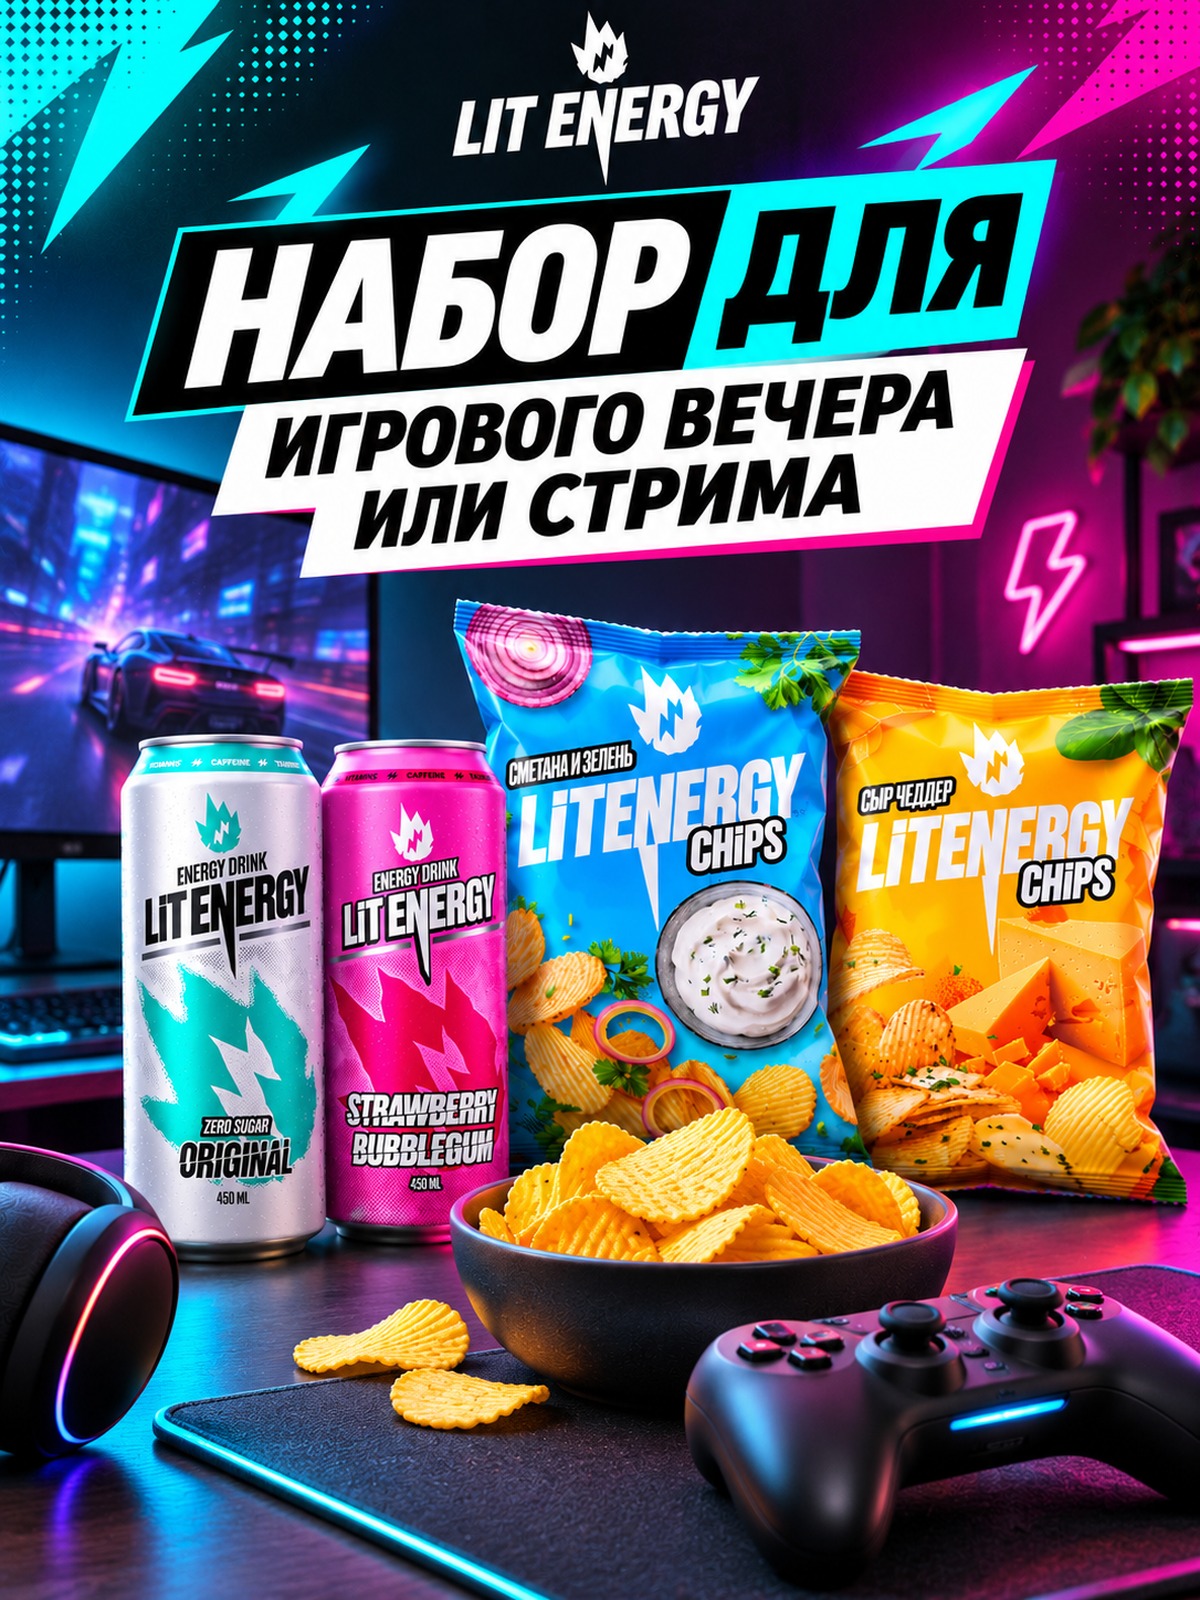 LIT ENERGY
НАБОР ДЛЯ
ИГРОВОГО ВЕЧЕРА
ИЛИ СТРИМА
CAFFEINE
ENERGY DRINK
LiT ENERGY
ZERO SUGAR
ORIGINAL
450 ML
CAFFEINE
ENERGY DRINK
LiT ENERGY
STRAWBERRY
BUBBLEGUM
450 ML
СМЕТАНА И ЗЕЛЕНЬ
LiTENERGY
CHiPS
СЫР ЧЕДДЕР
LiTENERGY
CHiPS